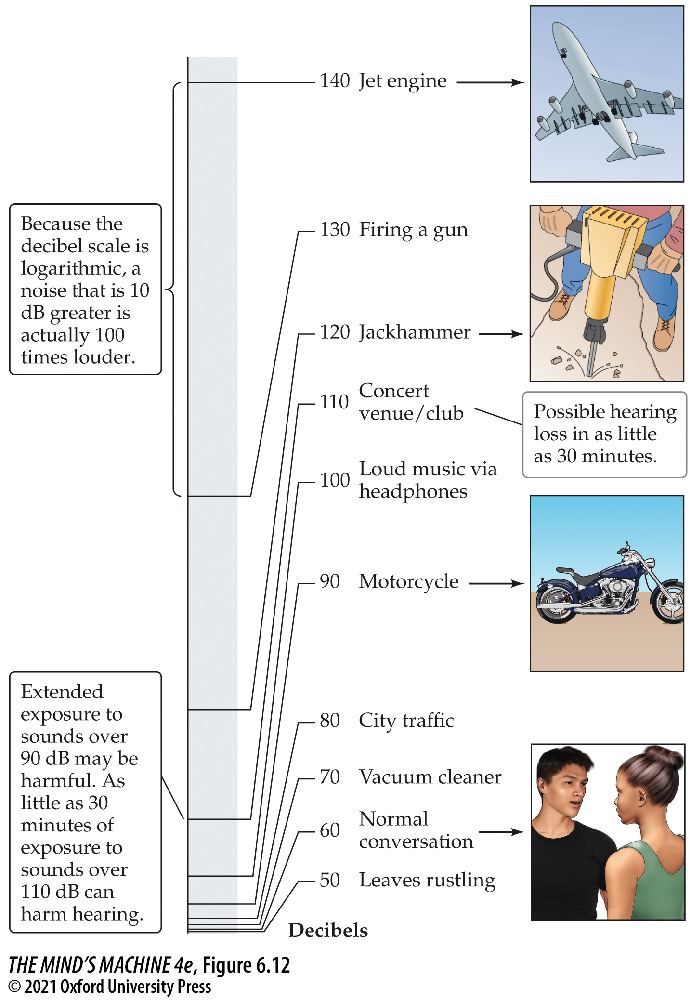 140 Jet engine
Because the
decibel scale is
logarithmic, a
noise that is 10
dB greater is
actually 100
times louder.
130 Firing a gun
120 Jackhammer
110 Concert
venue/club
Possible hearing
loss in as little
as 30 minutes.
100 Loud music via
headphones
90 Motorcycle
Extended
exposure to
sounds over
90 dB may be
harmful. As
little as 30
minutes of
exposure to
sounds over
110 dB can
harm hearing.
80 City traffic
70 Vacuum cleaner
60 Normal
conversation
50 Leaves rustling
Decibels
THE MIND'S MACHINE 4e, Figure 6.12
© 2021 Oxford University Press